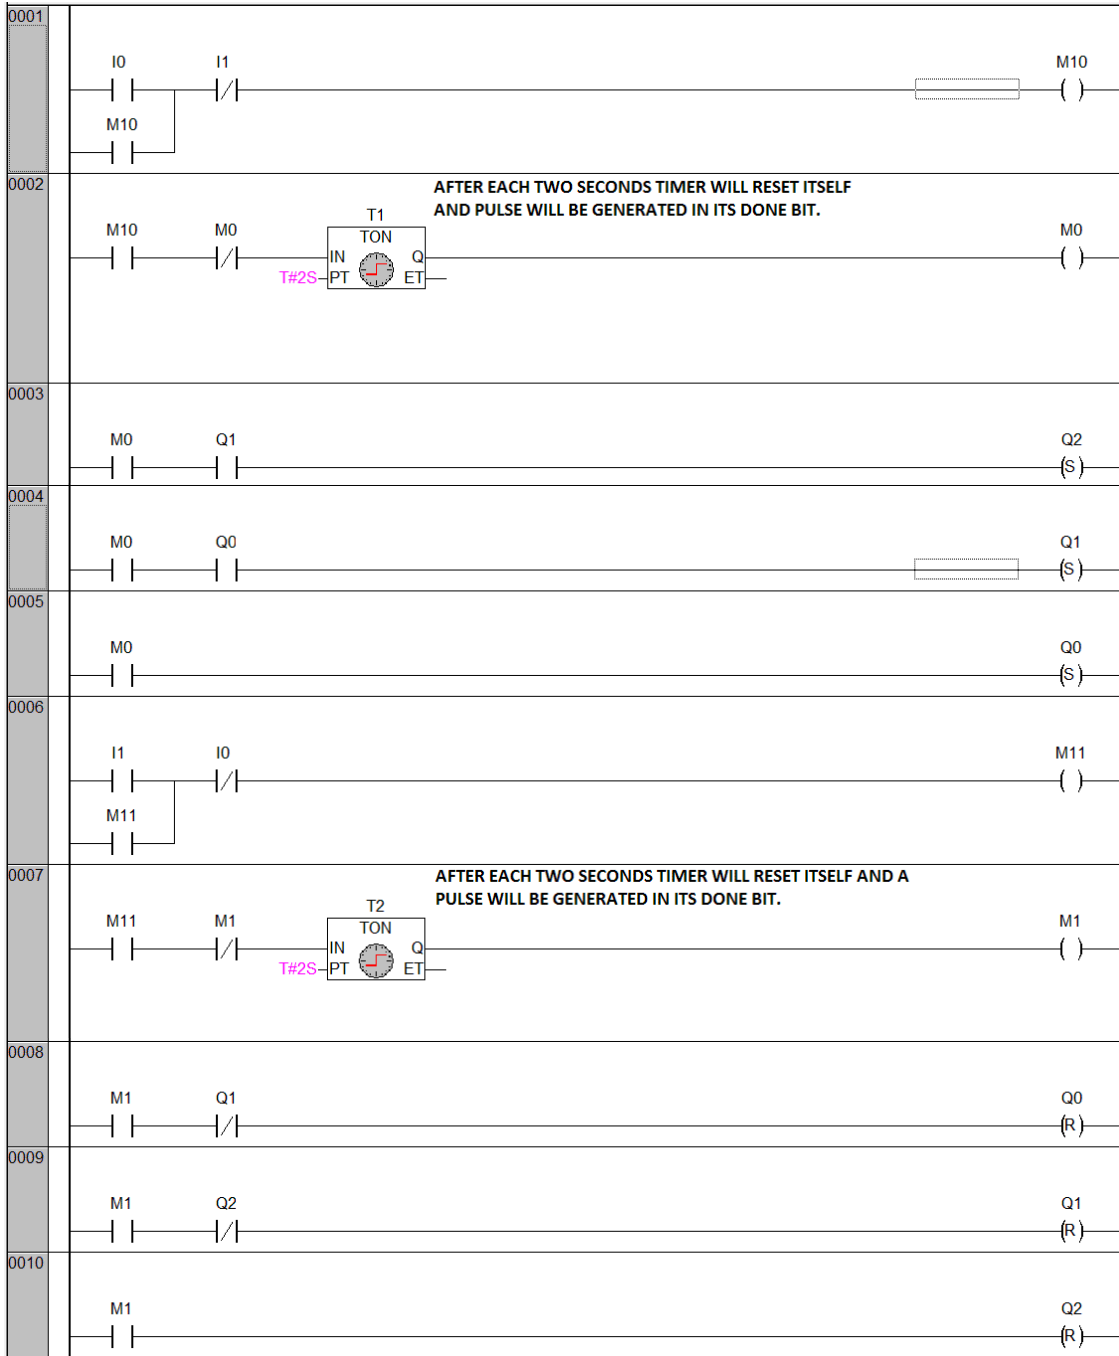 0001
I0 I1 M10
M10
0002
AFTER EACH TWO SECONDS TIMER WILL RESET ITSELF
AND PULSE WILL BE GENERATED IN ITS DONE BIT.
T1
M10 M0 TON M0
IN Q
T#2S PT ET
0003
M0 Q1 Q2
S
0004
M0 Q0 Q1
S
0005
M0 Q0
S
0006
I1 I0 M11
M11
0007
AFTER EACH TWO SECONDS TIMER WILL RESET ITSELF AND A
PULSE WILL BE GENERATED IN ITS DONE BIT.
T2
M11 M1 TON M1
IN Q
T#2S PT ET
0008
M1 Q1 Q0
R
0009
M1 Q2 Q1
R
0010
M1 Q2
R